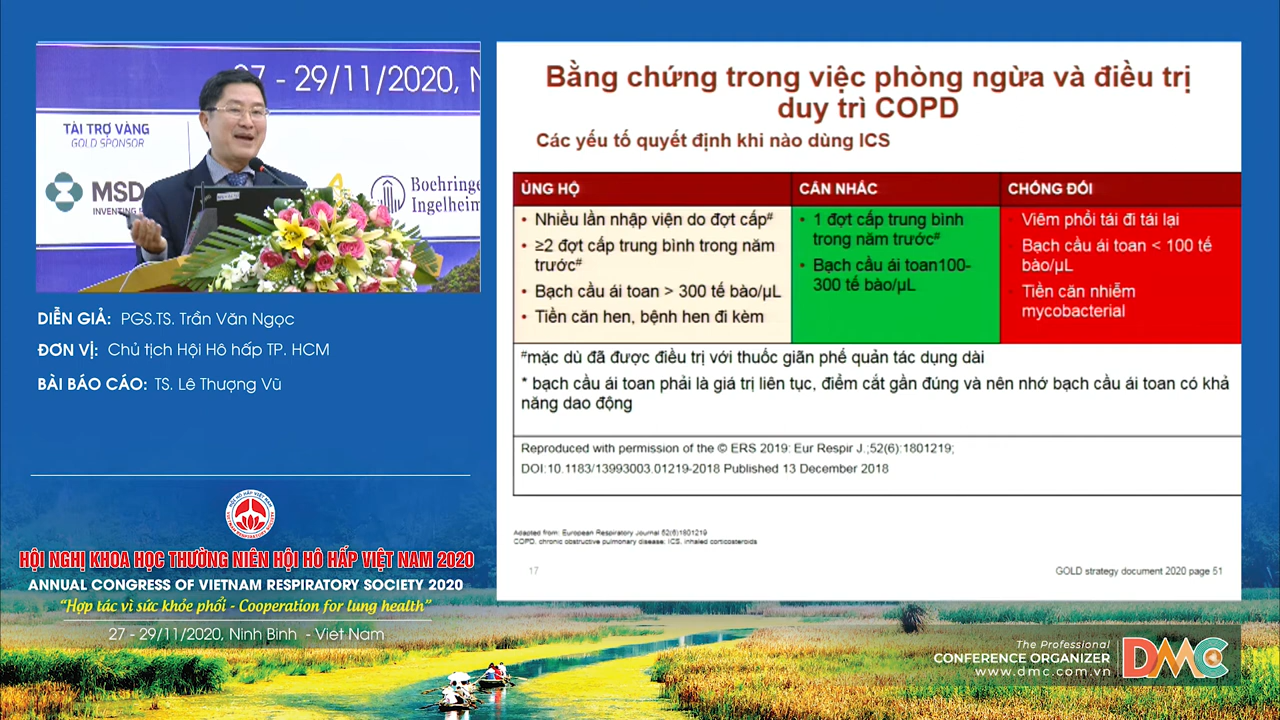 27 - 29/11/2020, N
TÀI TRỢ VÀNG
GOLD SPONSOR
MSD
INVENTING
Boehringe
Ingelheim
DIỄN GIẢ: PGS.TS. Trần Văn Ngọc
ĐƠN VỊ: Chủ tịch Hội Hô hấp TP. HCM
BÀI BÁO CÁO: TS. Lê Thượng Vũ
HỘI HÔ HẤP VIỆT NAM
HỘI NGHỊ KHOA HỌC THƯỜNG NIÊN HỘI HÔ HẤP VIỆT NAM 2020
ANNUAL CONGRESS OF VIETNAM RESPIRATORY SOCIETY 2020
“Hợp tác vì sức khỏe phổi - Cooperation for lung health”
27 - 29/11/2020, Ninh Bình - Viet Nam
Bằng chứng trong việc phòng ngừa và điều trị
duy trì COPD
Các yếu tố quyết định khi nào dùng ICS
ỦNG HỘ
• Nhiều lần nhập viện do đợt cấp#
• ≥2 đợt cấp trung bình trong năm
trước#
• Bạch cầu ái toan > 300 tế bào/µL
• Tiền căn hen, bệnh hen đi kèm
CÂN NHẮC
• 1 đợt cấp trung bình
trong năm trước#
• Bạch cầu ái toan100-
300 tế bào/µL
CHỐNG ĐỐI
• Viêm phổi tái đi tái lại
• Bạch cầu ái toan < 100 tế
bào/µL
• Tiền căn nhiễm
mycobacterial
#mặc dù đã được điều trị với thuốc giãn phế quản tác dụng dài
* bạch cầu ái toan phải là giá trị liên tục, điểm cắt gần đúng và nên nhớ bạch cầu ái toan có khả
năng dao động
Reproduced with permission of the © ERS 2019: Eur Respir J.;52(6):1801219;
DOI:10.1183/13993003.01219-2018 Published 13 December 2018
Adapted from: European Respiratory Journal 52(6)1801219
COPD, chronic obstructive pulmonary disease; ICS, inhaled corticosteroids
17
GOLD strategy document 2020 page 51
The Professional
CONFERENCE ORGANIZER
www.dmc.com.vn
DMC